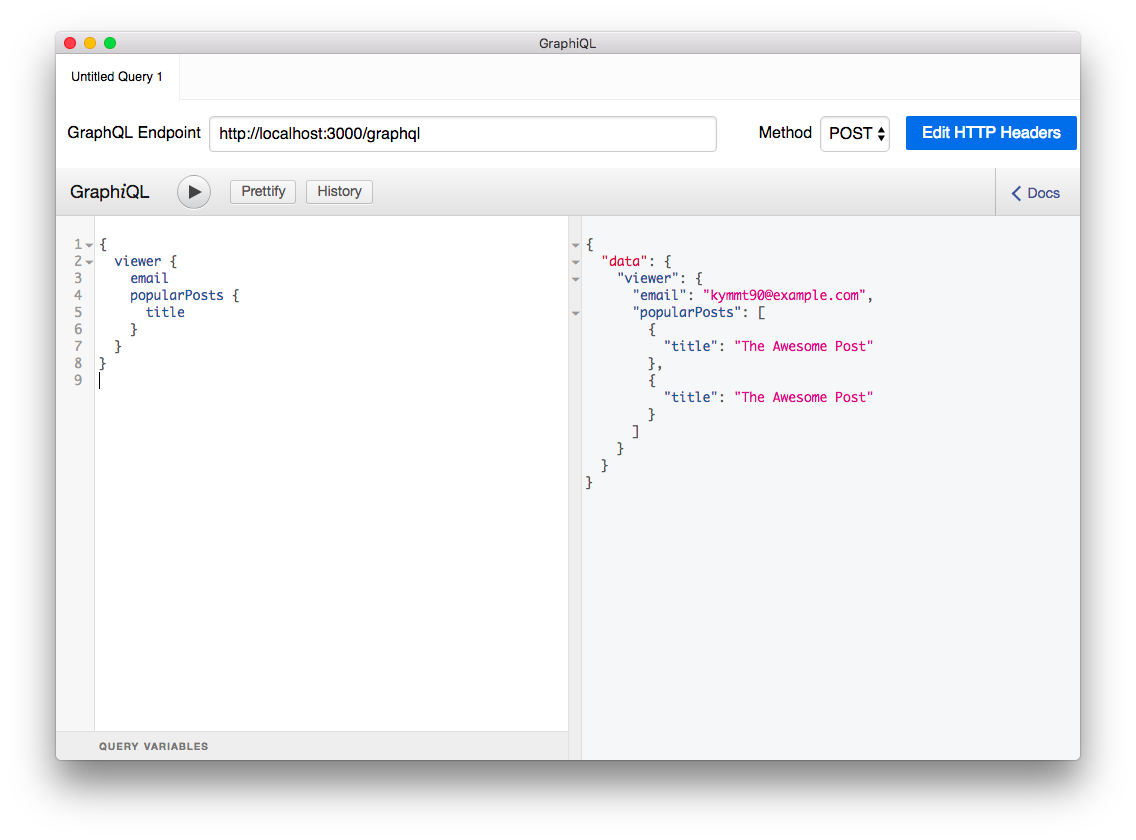 GraphiQL
Untitled Query 1
GraphQL Endpoint http://localhost:3000/graphql Method POST Edit HTTP Headers
GraphiQL Prettify History Docs
1 {
2   viewer {
3     email
4     popularPosts {
5       title
6     }
7   }
8 }
9
{
  "data": {
    "viewer": {
      "email": "kymmt90@example.com",
      "popularPosts": [
        {
          "title": "The Awesome Post"
        },
        {
          "title": "The Awesome Post"
        }
      ]
    }
  }
}
QUERY VARIABLES